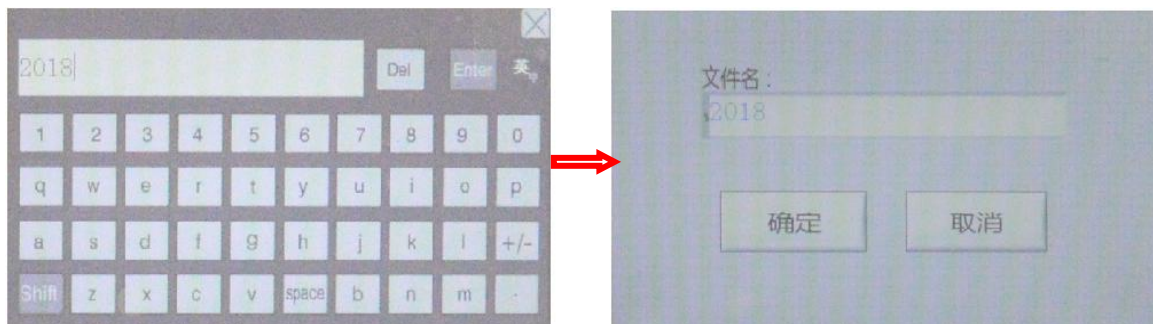 2018
Del
Enter
英
1 2 3 4 5 6 7 8 9 0
q w e r t y u i o p
a s d f g h j k l +/-
Shift z x c v space b n m .
文件名:
2018
确定 取消